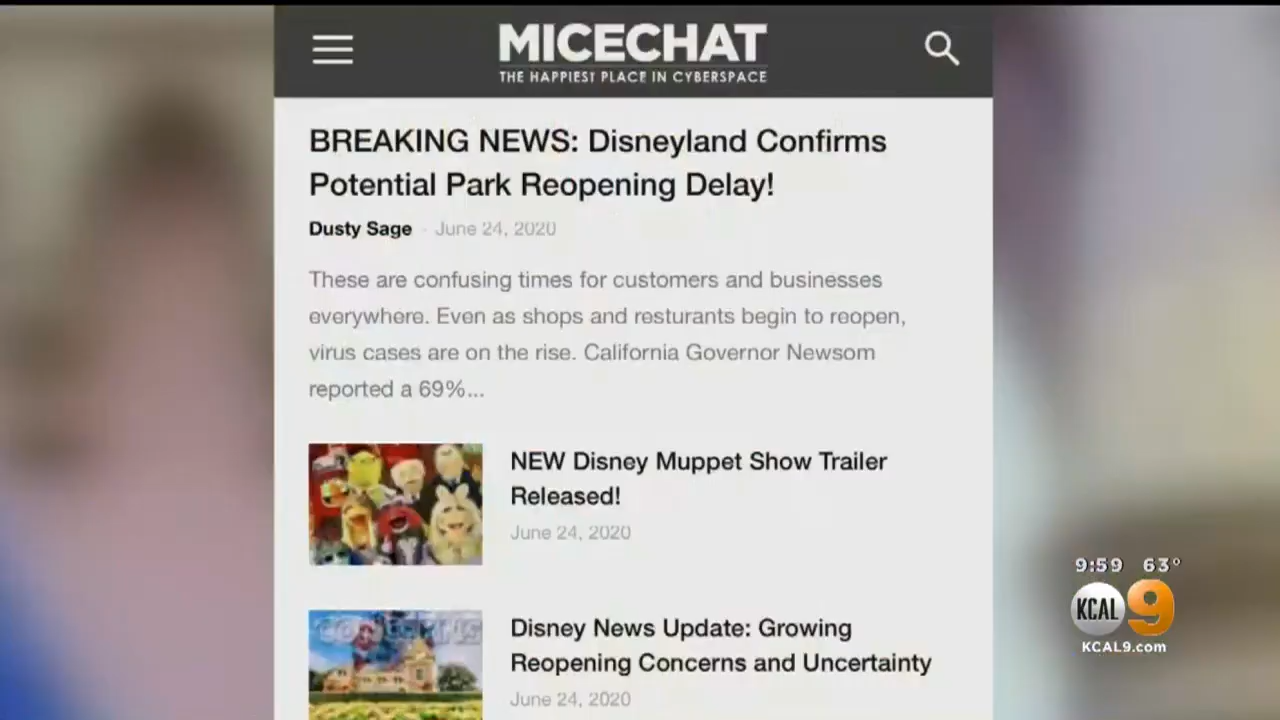 MICECHAT
THE HAPPIEST PLACE IN CYBERSPACE
BREAKING NEWS: Disneyland Confirms
Potential Park Reopening Delay!
Dusty Sage - June 24, 2020
These are confusing times for customers and businesses
everywhere. Even as shops and resturants begin to reopen,
virus cases are on the rise. California Governor Newsom
reported a 69%...
NEW Disney Muppet Show Trailer
Released!
June 24, 2020
CONCERNS
Disney News Update: Growing
Reopening Concerns and Uncertainty
June 24, 2020
9:59 63°
KCAL 9
KCAL9.com